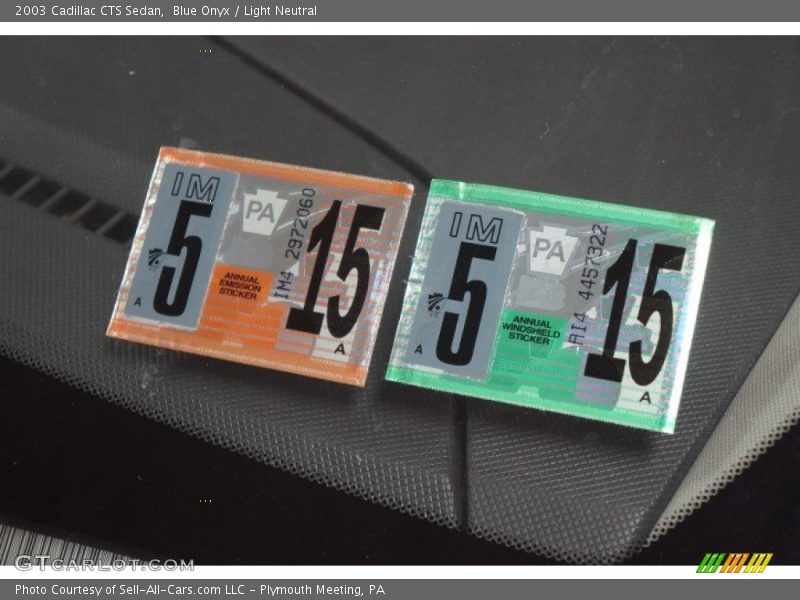 2003 Cadillac CTS Sedan,  Blue Onyx / Light Neutral
IM
5
A
PA
ANNUAL
EMISSION
STICKER
IM4 2972060
15
A
IM
5
A
PA
ANNUAL
WINDSHIELD
STICKER
AI4 4457322
15
A
GTCARLOT.COM
Photo Courtesy of Sell-All-Cars.com LLC - Plymouth Meeting, PA